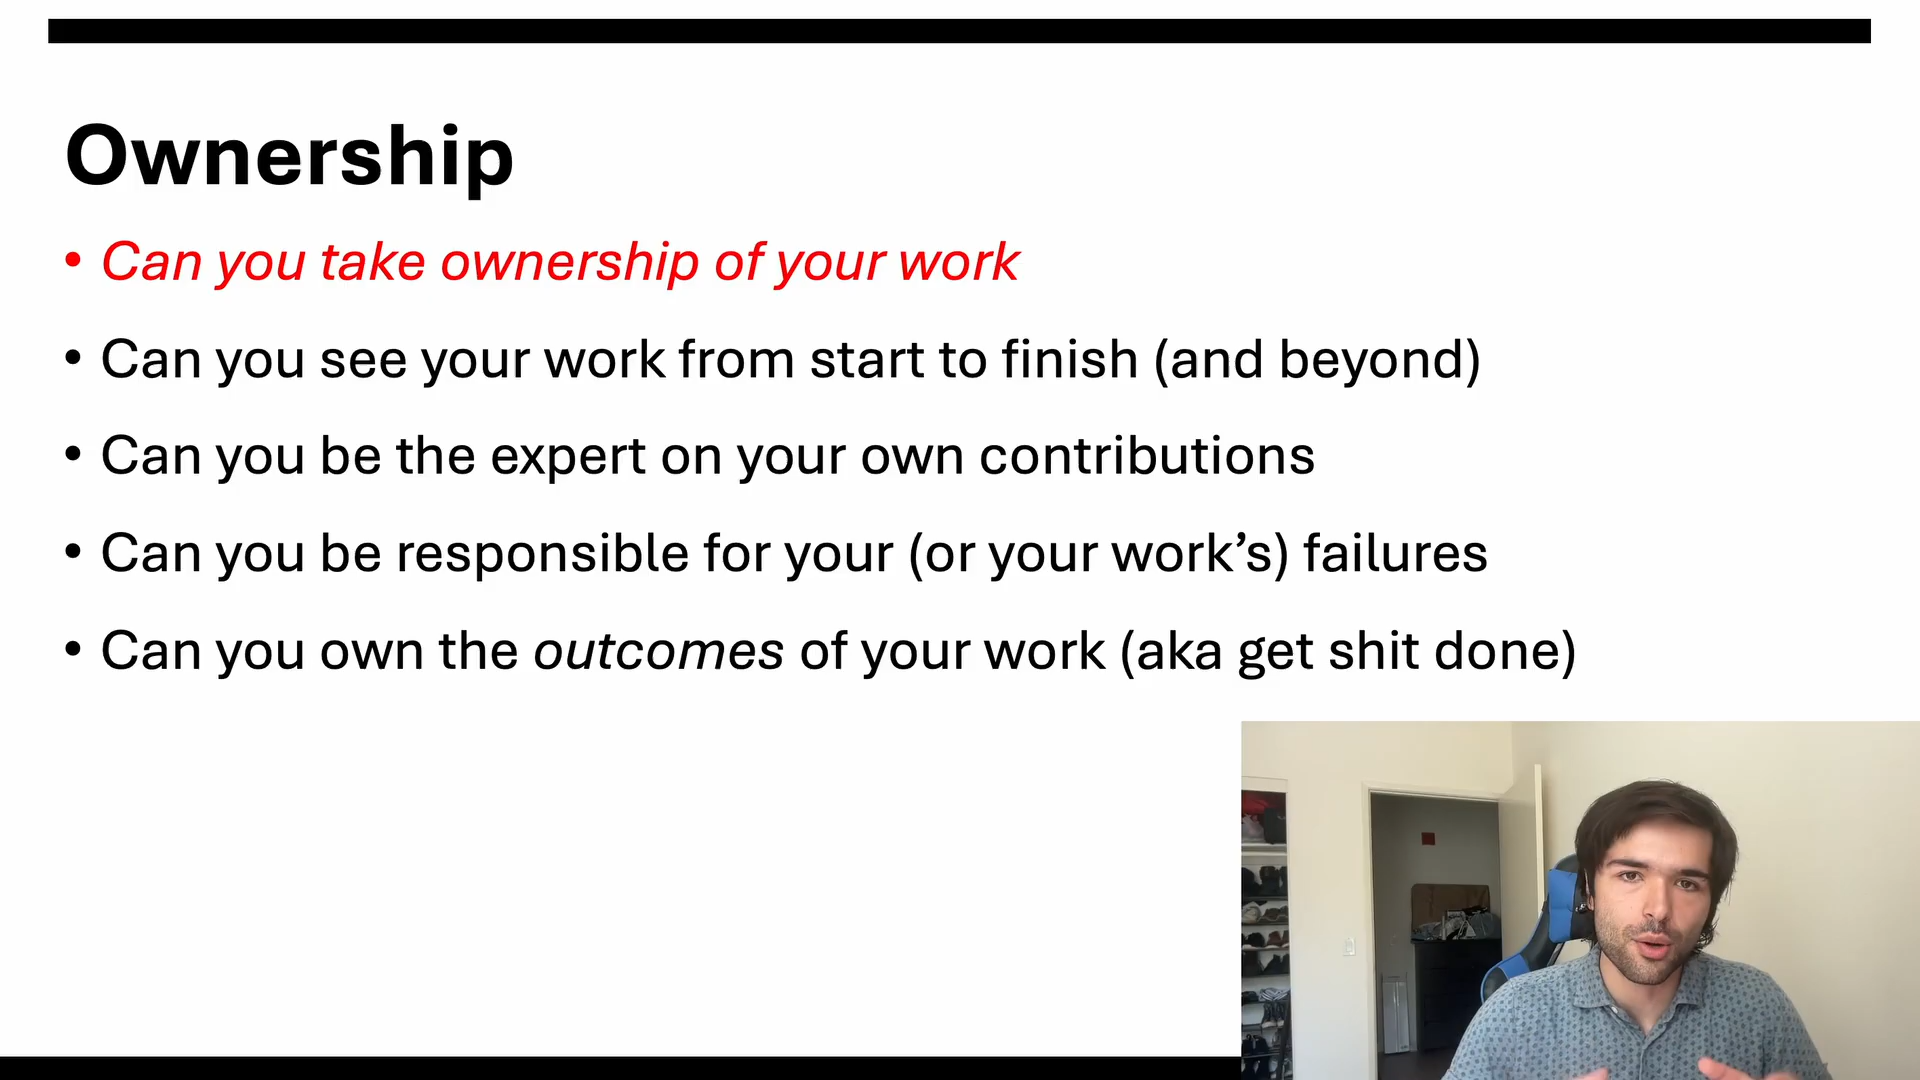 Ownership
• Can you take ownership of your work
• Can you see your work from start to finish (and beyond)
• Can you be the expert on your own contributions
• Can you be responsible for your (or your work’s) failures
• Can you own the outcomes of your work (aka get shit done)